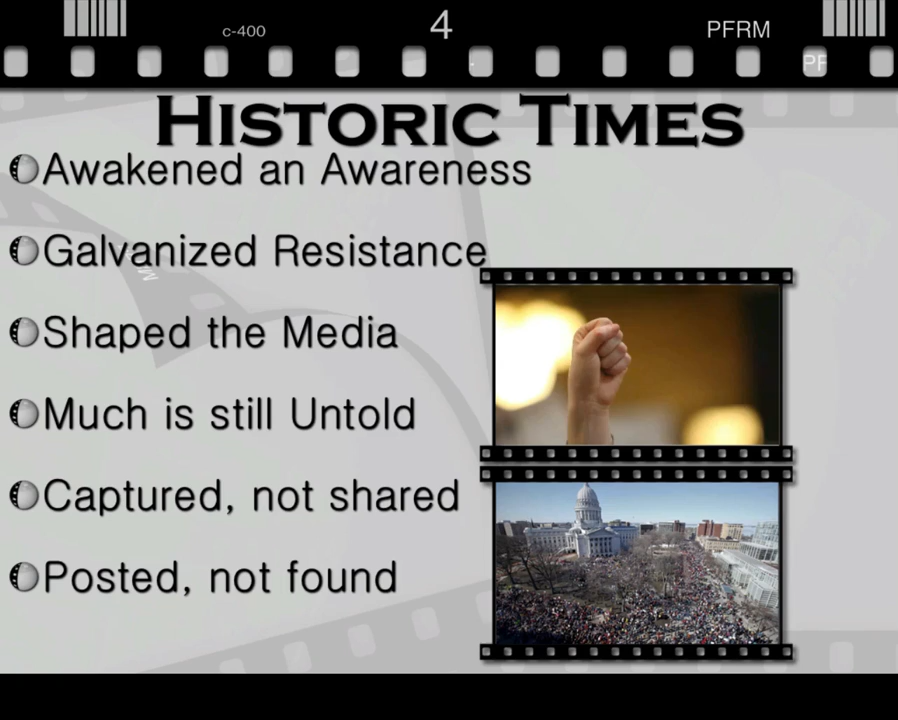 c-400
4
PFRM
PF
Historic Times
Awakened an Awareness
Galvanized Resistance
Shaped the Media
Much is still Untold
Captured, not shared
Posted, not found